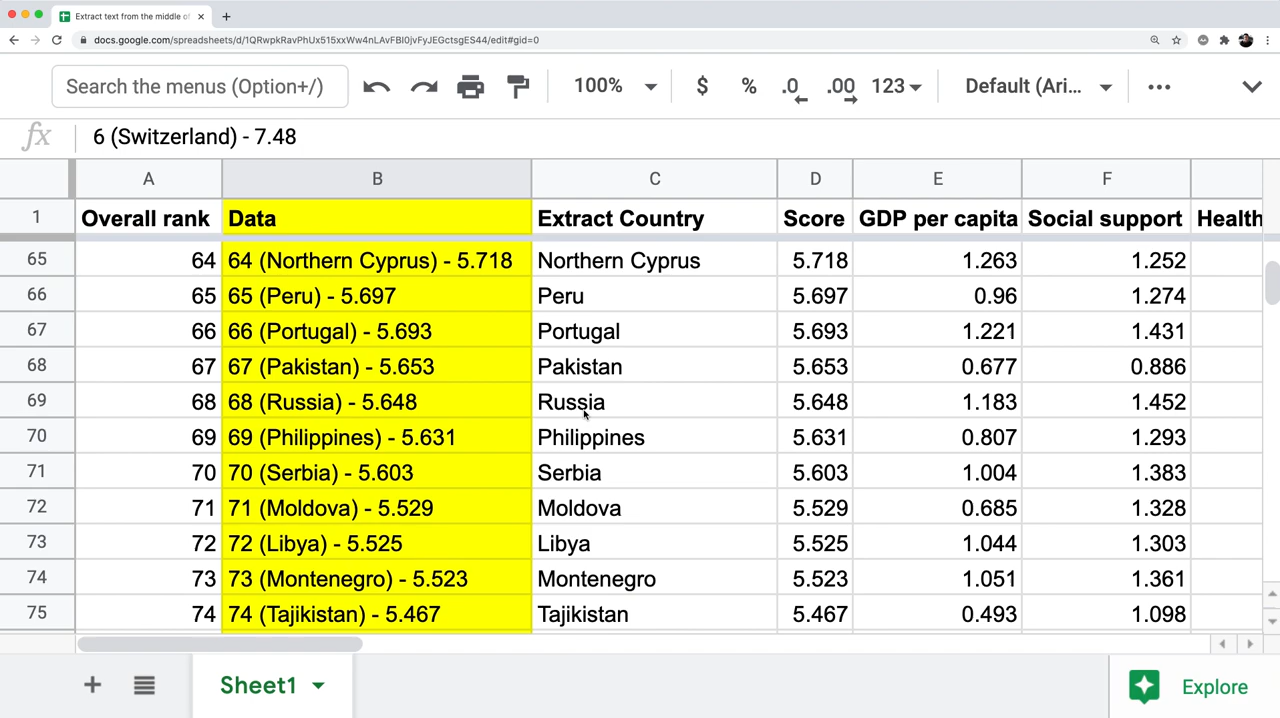 Extract text from the middle of
docs.google.com/spreadsheets/d/1QRwpkRavPhUx515xxWw4nLAvFBI0jvFyJEGctsgES44/edit#gid=0
Search the menus (Option+/) 100% $ % .0 .00 123 Default (Ari... ...
fx 6 (Switzerland) - 7.48
A B C D E F
1 Overall rank Data Extract Country Score GDP per capita Social support Health
65 64 64 (Northern Cyprus) - 5.718 Northern Cyprus 5.718 1.263 1.252
66 65 65 (Peru) - 5.697 Peru 5.697 0.96 1.274
67 66 66 (Portugal) - 5.693 Portugal 5.693 1.221 1.431
68 67 67 (Pakistan) - 5.653 Pakistan 5.653 0.677 0.886
69 68 68 (Russia) - 5.648 Russia 5.648 1.183 1.452
70 69 69 (Philippines) - 5.631 Philippines 5.631 0.807 1.293
71 70 70 (Serbia) - 5.603 Serbia 5.603 1.004 1.383
72 71 71 (Moldova) - 5.529 Moldova 5.529 0.685 1.328
73 72 72 (Libya) - 5.525 Libya 5.525 1.044 1.303
74 73 73 (Montenegro) - 5.523 Montenegro 5.523 1.051 1.361
75 74 74 (Tajikistan) - 5.467 Tajikistan 5.467 0.493 1.098
Sheet1 Explore